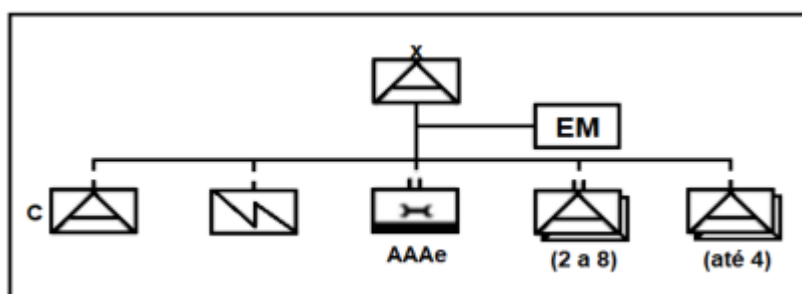 X
EM
C
AAAe
(2 a 8)
(até 4)